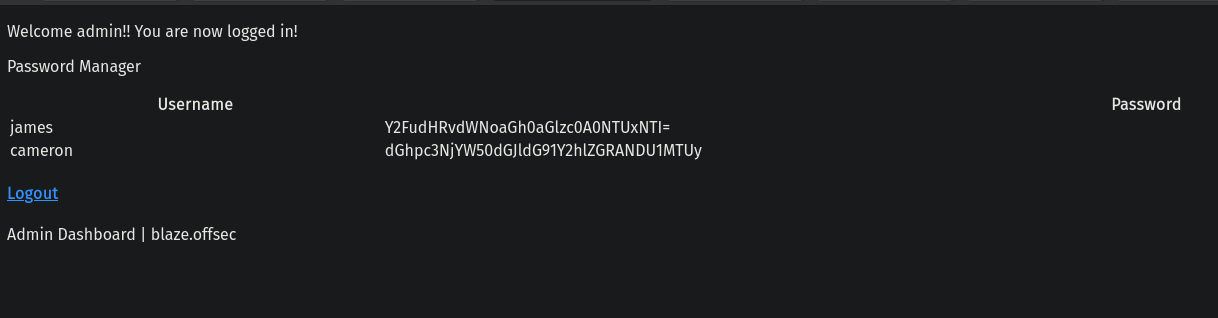 Welcome admin!! You are now logged in!
Password Manager
Username Password
james Y2FudHRvdWNoaGh0aGlzc0A0NTUxNTI=
cameron dGhpc3NjYW50dGJldG91Y2hlZGRANDU1MTUy
Logout
Admin Dashboard | blaze.offsec